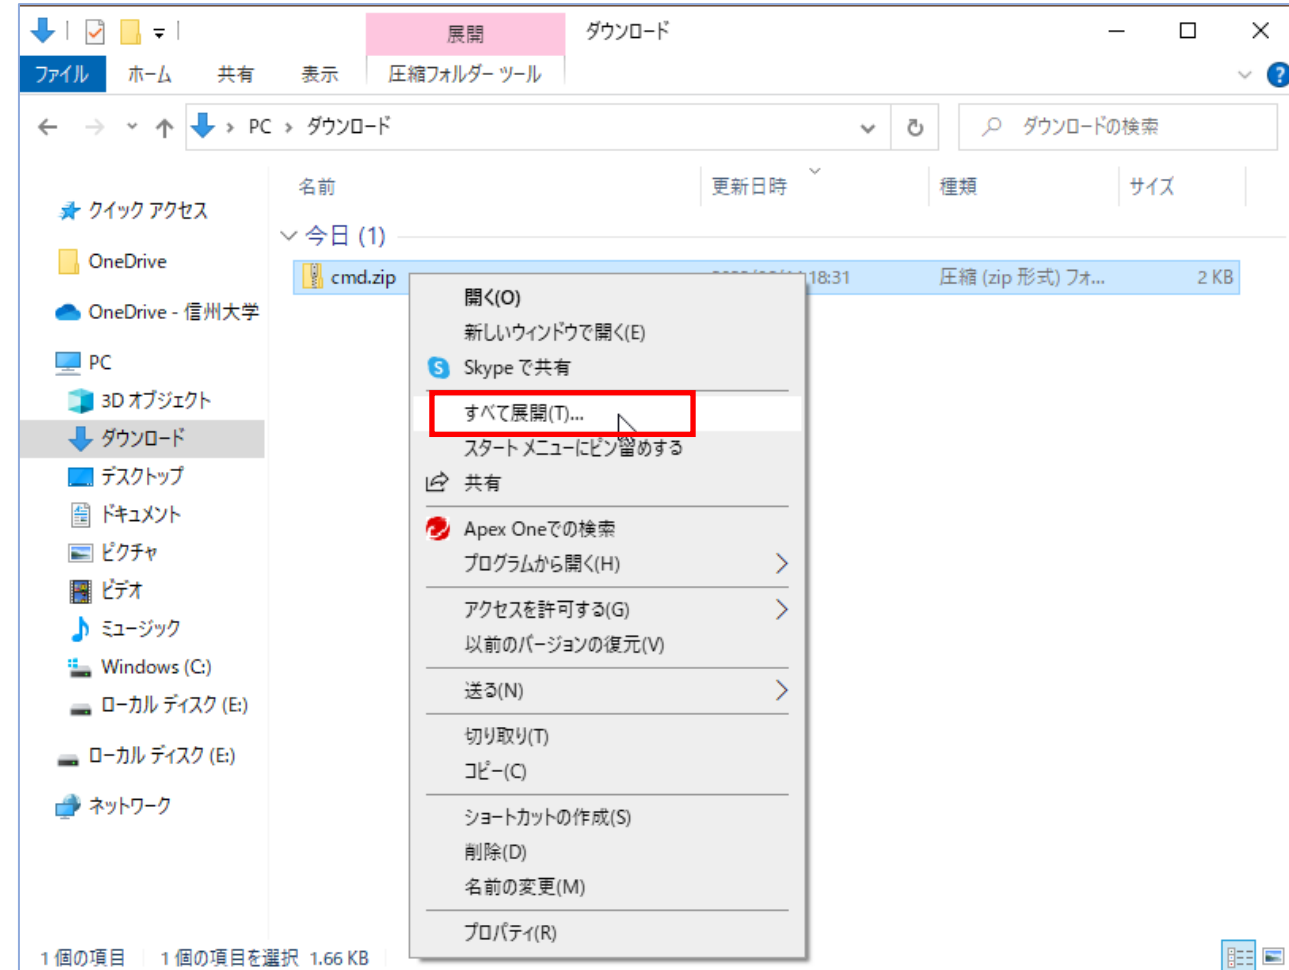 展開
ダウンロード
ファイル ホーム 共有 表示 圧縮フォルダー ツール
PC › ダウンロード
ダウンロードの検索
名前 更新日時 種類 サイズ
クイック アクセス
OneDrive
OneDrive - 信州大学
PC
3D オブジェクト
ダウンロード
デスクトップ
ドキュメント
ピクチャ
ビデオ
ミュージック
Windows (C:)
ローカル ディスク (E:)
ローカル ディスク (E:)
ネットワーク
今日 (1)
cmd.zip 18:31 圧縮 (zip 形式) フォ... 2 KB
開く(O)
新しいウィンドウで開く(E)
Skype で共有
すべて展開(T)...
スタート メニューにピン留めする
共有
Apex Oneでの検索
プログラムから開く(H)
アクセスを許可する(G)
以前のバージョンの復元(V)
送る(N)
切り取り(T)
コピー(C)
ショートカットの作成(S)
削除(D)
名前の変更(M)
プロパティ(R)
1 個の項目 1 個の項目を選択 1.66 KB